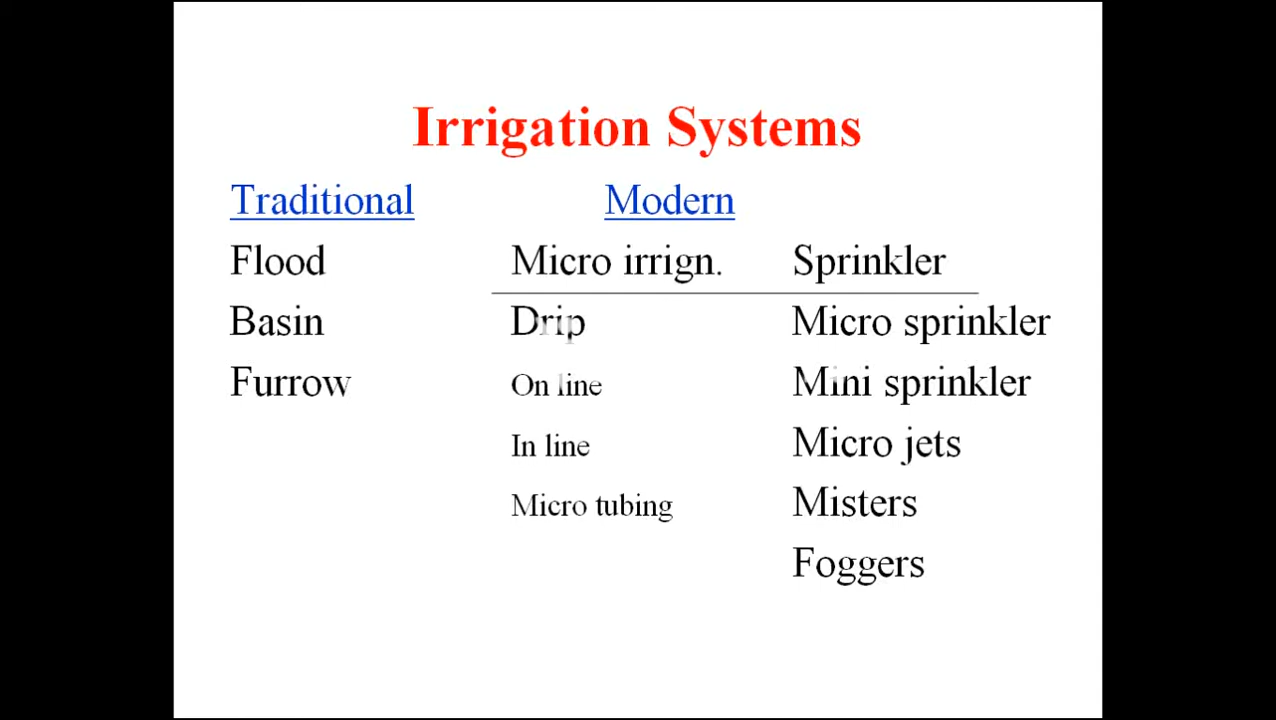 Irrigation Systems
Traditional Modern
Flood Micro irrign. Sprinkler
Basin Drip Micro sprinkler
Furrow On line Mini sprinkler
In line Micro jets
Micro tubing Misters
Foggers